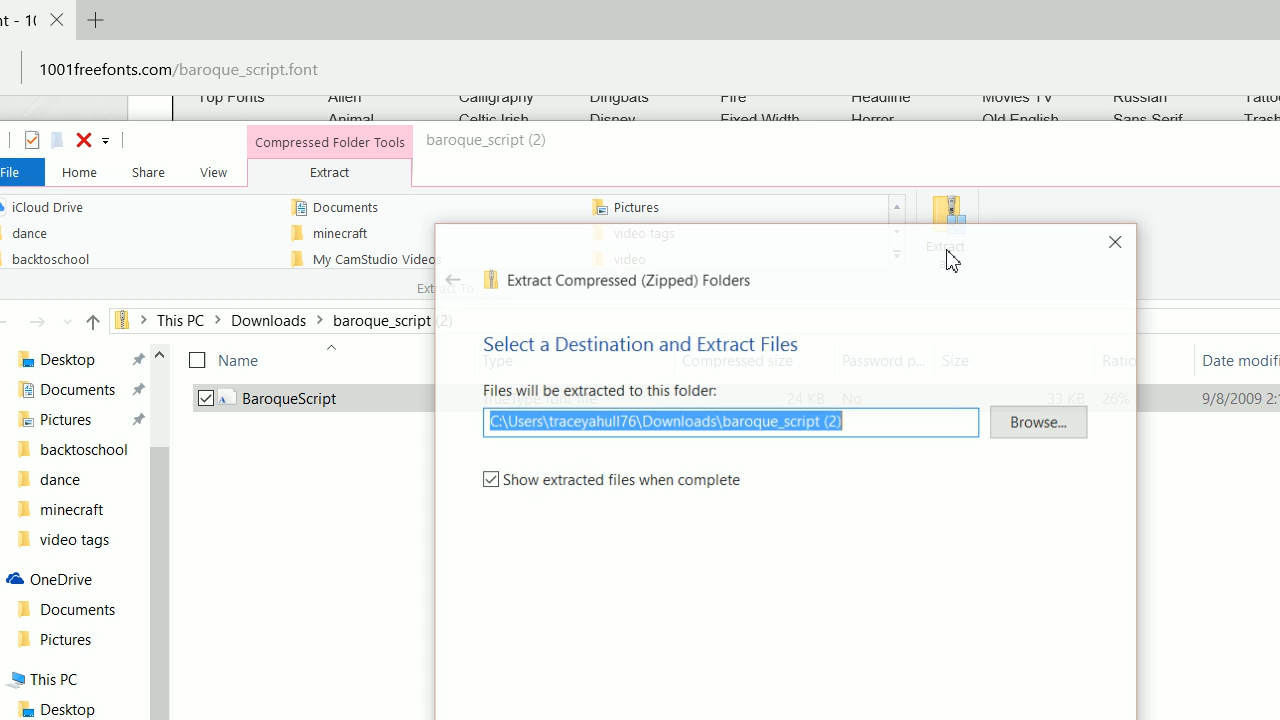 nt - 10
1001freefonts.com/baroque_script.font
Top Fonts Alien Calligraphy Dingbats Fire Headline Movies TV Russian
Animal Celtic Irish Disney Fixed Width Horror Old English Sans Serif
Compressed Folder Tools baroque_script (2)
File Home Share View Extract
iCloud Drive Documents Pictures
dance minecraft video tags
backtoschool My CamStudio Videos video
Extract
Extract To
Extract Compressed (Zipped) Folders
This PC Downloads baroque_script (2)
Select a Destination and Extract Files
Desktop Name Type Compressed size Password p... Size Ratio Date modifi
Documents
Files will be extracted to this folder:
BaroqueScript TrueType font file 24 KB No 33 KB 26% 9/8/2009 2:
Pictures
C:\Users\traceyahull76\Downloads\baroque_script (2) Browse...
backtoschool
dance
Show extracted files when complete
minecraft
video tags
OneDrive
Documents
Pictures
This PC
Desktop